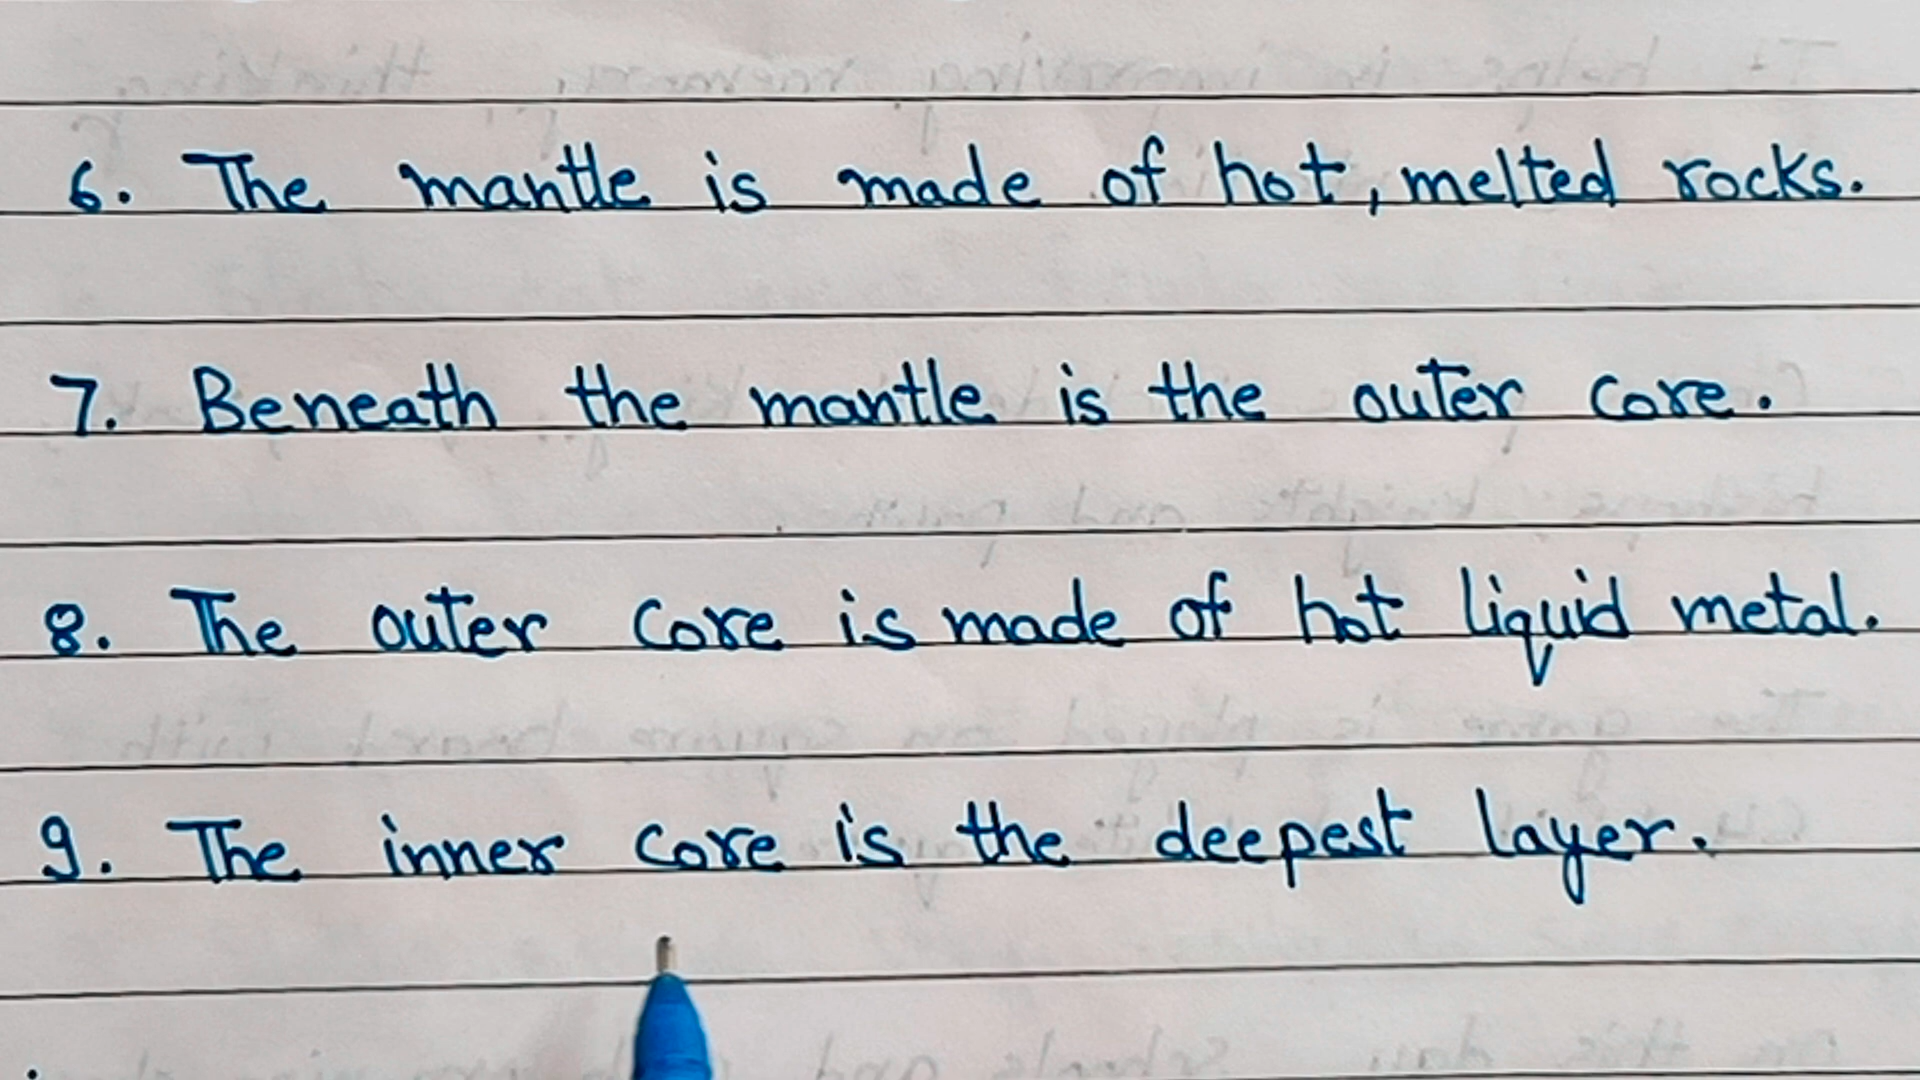 6. The mantle is made of hot, melted rocks.
7. Beneath the mantle is the outer core.
8. The outer core is made of hot liquid metal.
9. The inner core is the deepest layer.